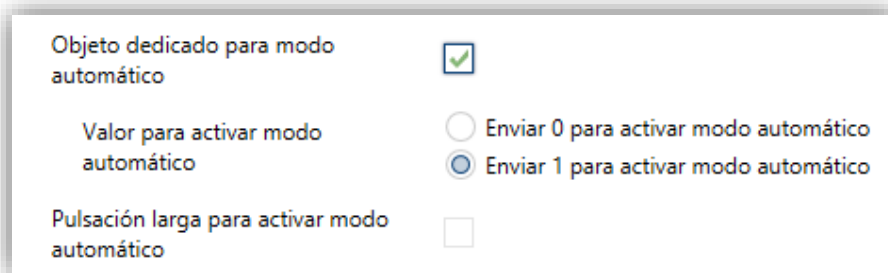 Objeto dedicado para modo
automático
Valor para activar modo
automático
Enviar 0 para activar modo automático
Enviar 1 para activar modo automático
Pulsación larga para activar modo
automático